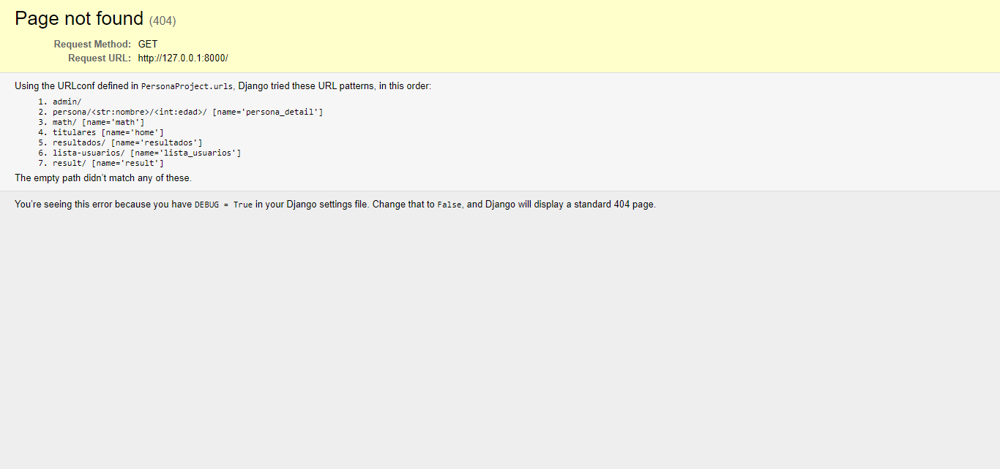 Page not found (404)
Request Method: GET
Request URL: http://127.0.0.1:8000/
Using the URLconf defined in PersonaProject.urls, Django tried these URL patterns, in this order:
1. admin/
2. persona/<str:nombre>/<int:edad>/ [name='persona_detail']
3. math/ [name='math']
4. titulares [name='home']
5. resultados/ [name='resultados']
6. lista-usuarios/ [name='lista_usuarios']
7. result/ [name='result']
The empty path didn’t match any of these.
You’re seeing this error because you have DEBUG = True in your Django settings file. Change that to False, and Django will display a standard 404 page.